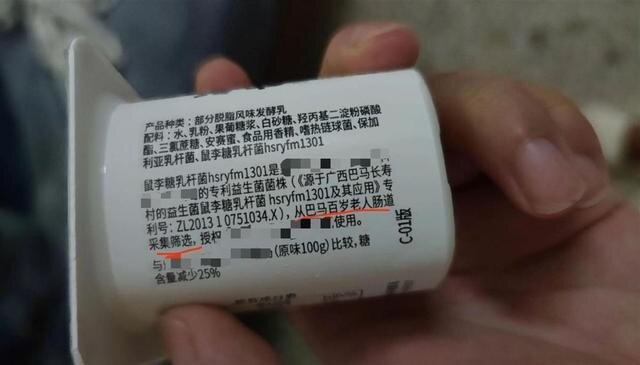 产品种类：部分脱脂风味发酵乳
配料：水、乳粉、果葡糖浆、白砂糖、羟丙基二淀粉磷酸
酯、三氯蔗糖、安赛蜜、食品用香精、嗜热链球菌、保加
利亚乳杆菌、鼠李糖乳杆菌hsryfm1301
鼠李糖乳杆菌hsryfm1301是
的专利益生菌菌株（《源于广西巴马长寿
村的益生菌鼠李糖乳杆菌 hsryfm1301及其应用》专
利号：ZL2013 1 0751034.X），从巴马百岁老人肠道
采集筛选，授权 使用。
与 （原味100g）比较，糖
含量减少25%
C-01版